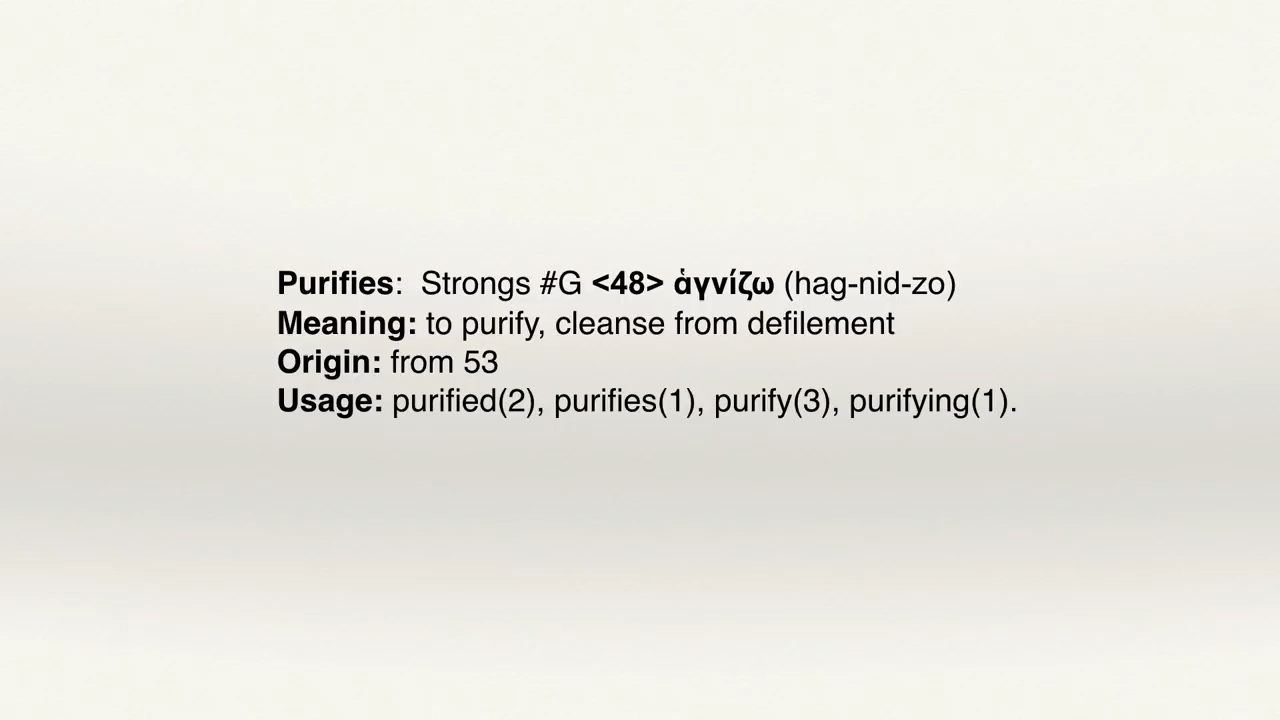 Purifies:  Strongs #G <48> ἁγνίζω (hag-nid-zo)
Meaning: to purify, cleanse from defilement
Origin: from 53
Usage: purified(2), purifies(1), purify(3), purifying(1).